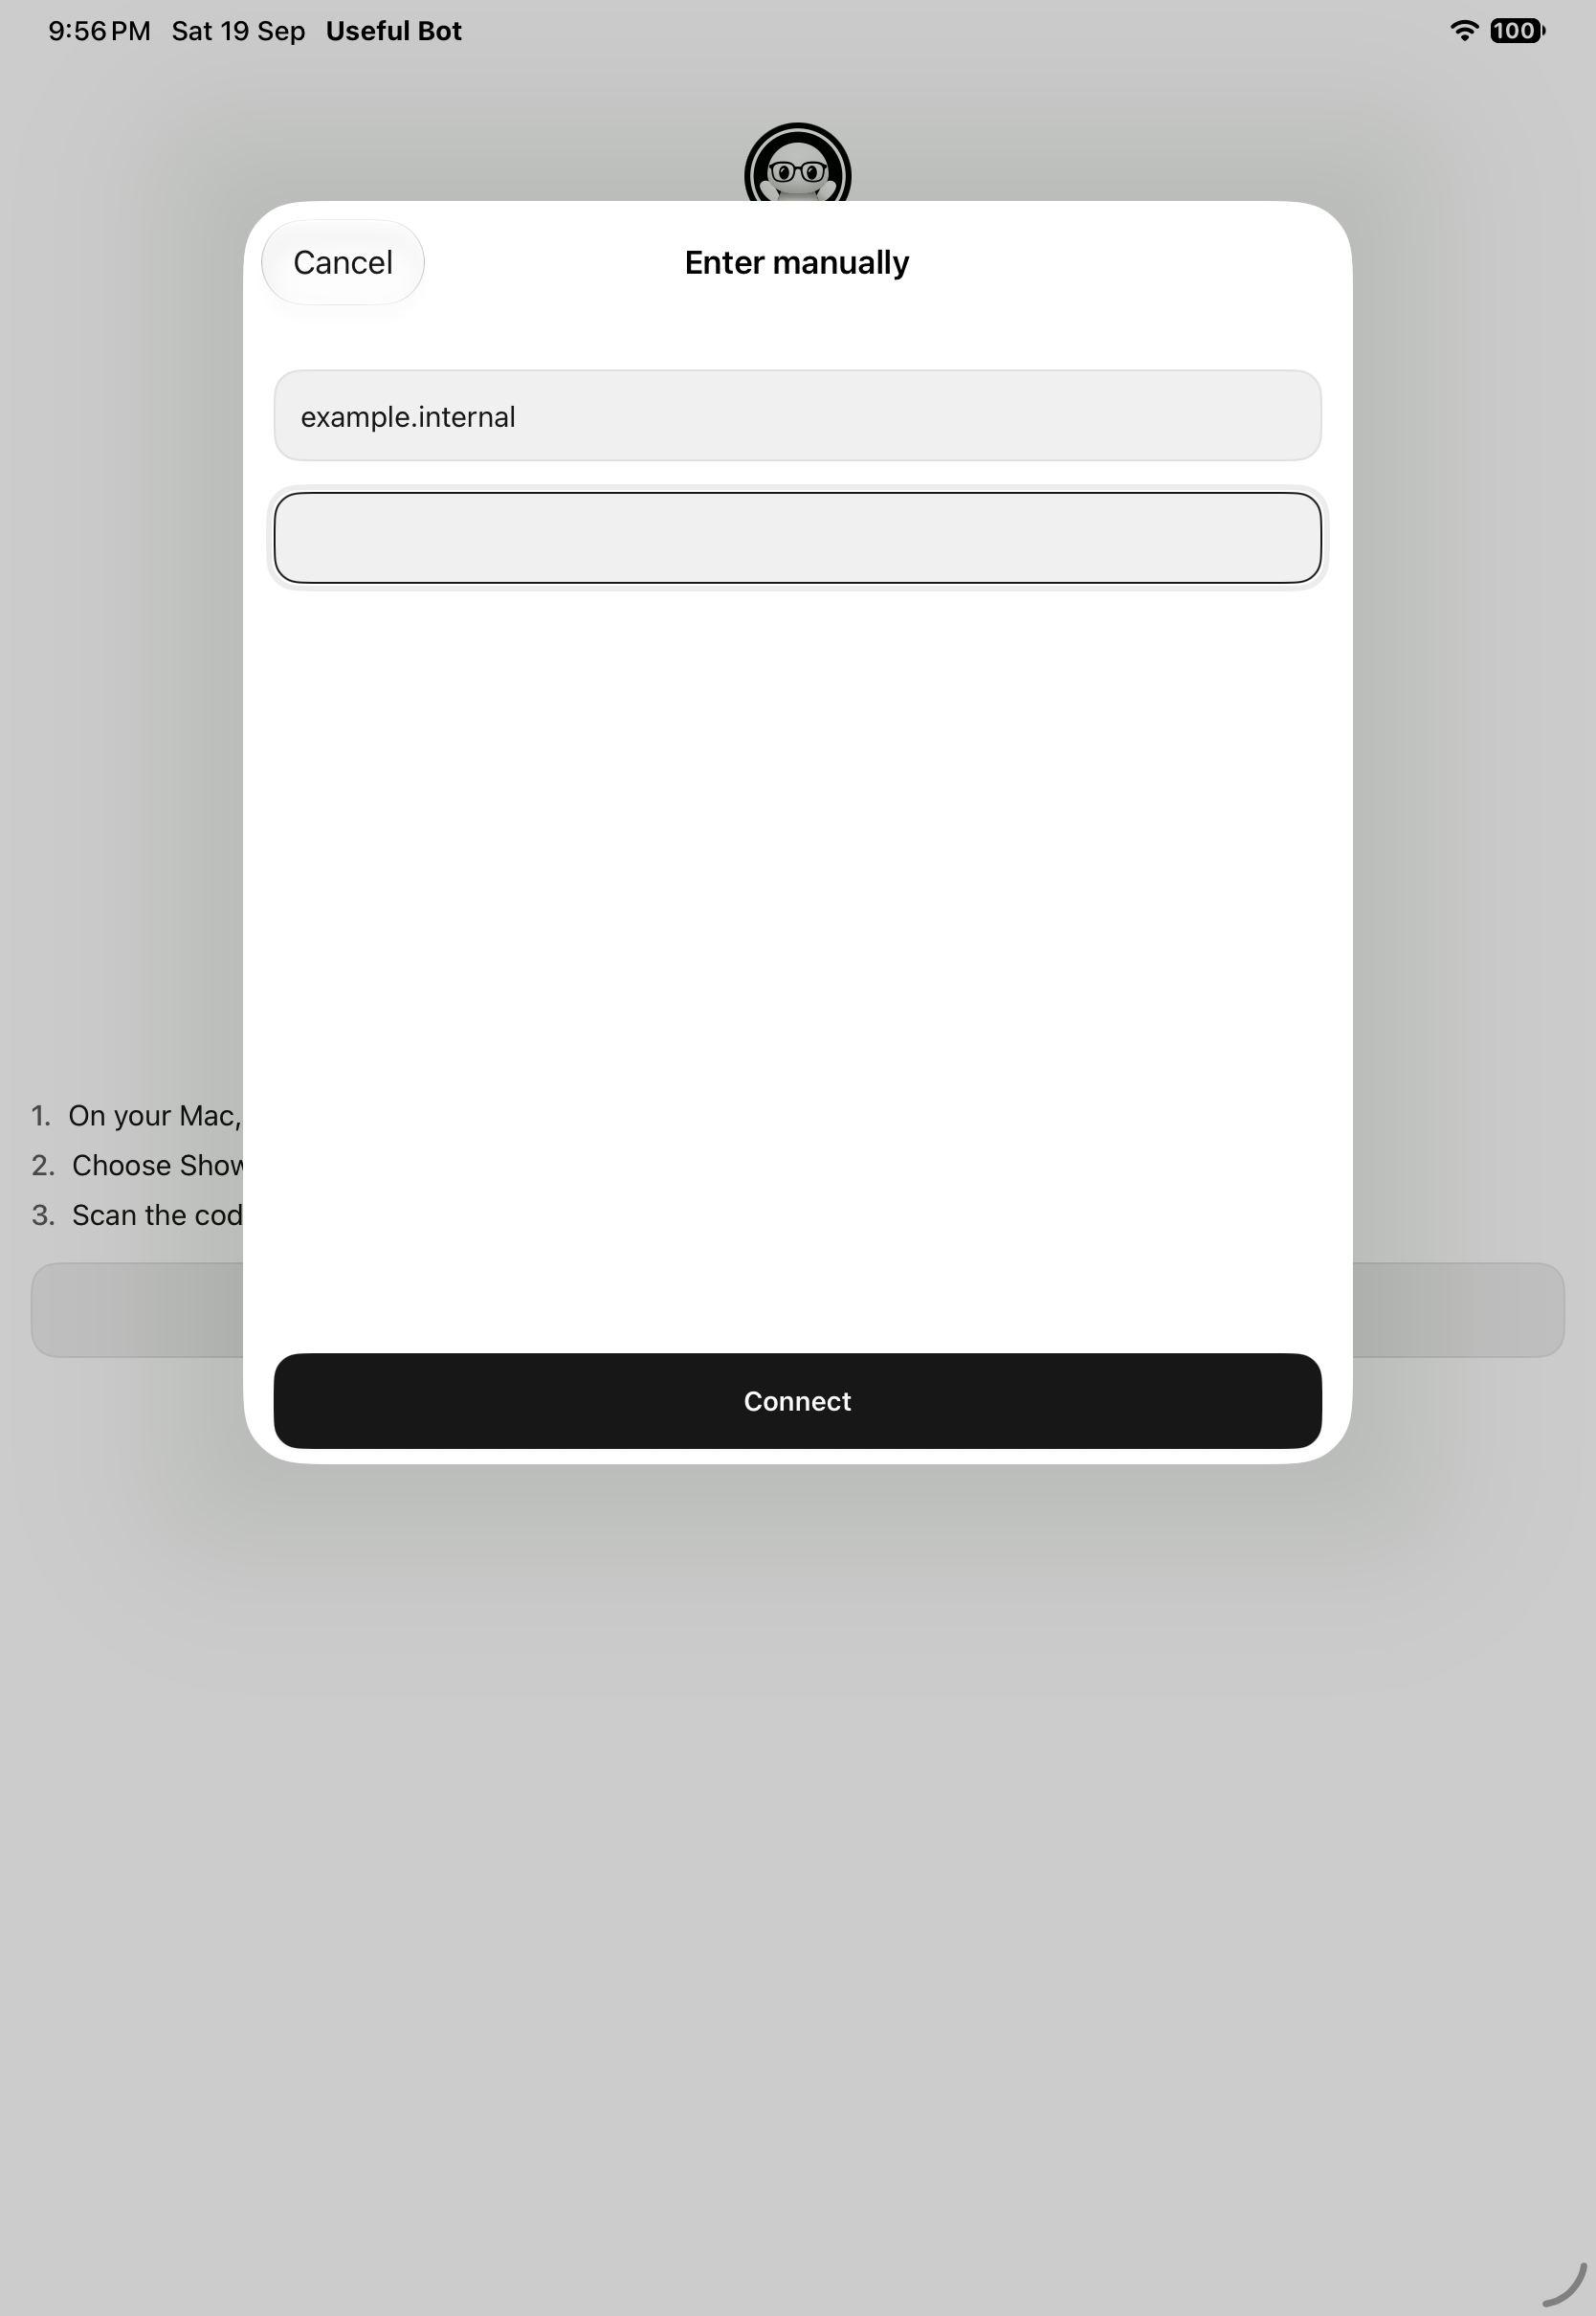 9:56 PM Sat 19 Sep Useful Bot
100
Cancel
Enter manually
example.internal
1. On your Mac,
2. Choose Show
3. Scan the cod
Connect